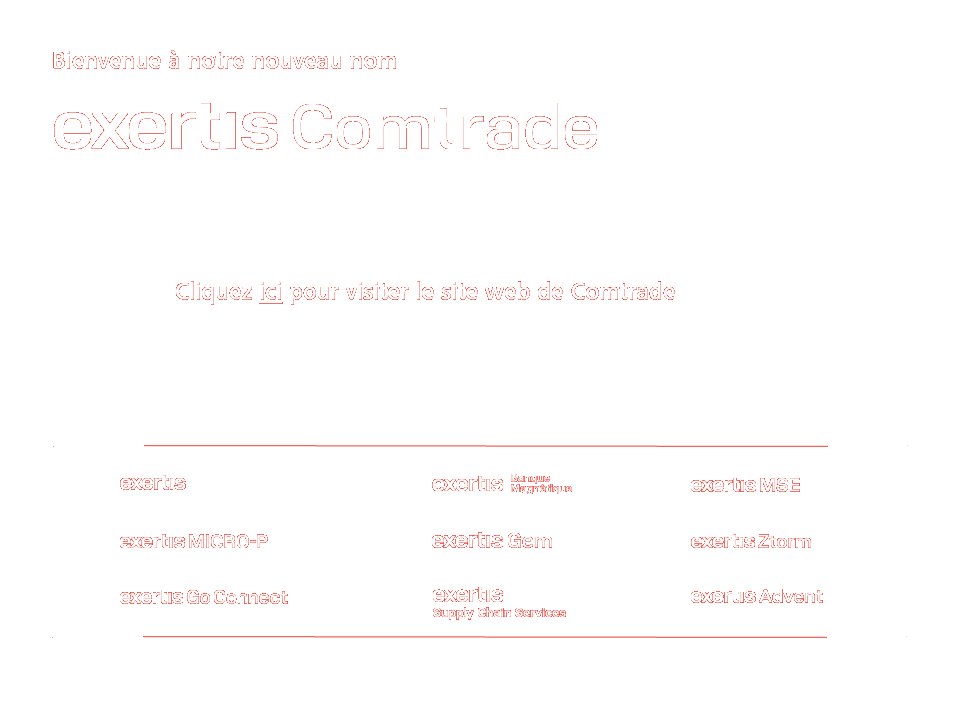 Bienvenue à notre nouveau nom
exertis Comtrade
Cliquez ici pour visiter le site web de Comtrade
exertis
exertis Banque Magnétique
exertis MSE
exertis MICRO-P
exertis Gem
exertis Ztorm
exertis Go Connect
exertis Supply Chain Services
exertis Advent